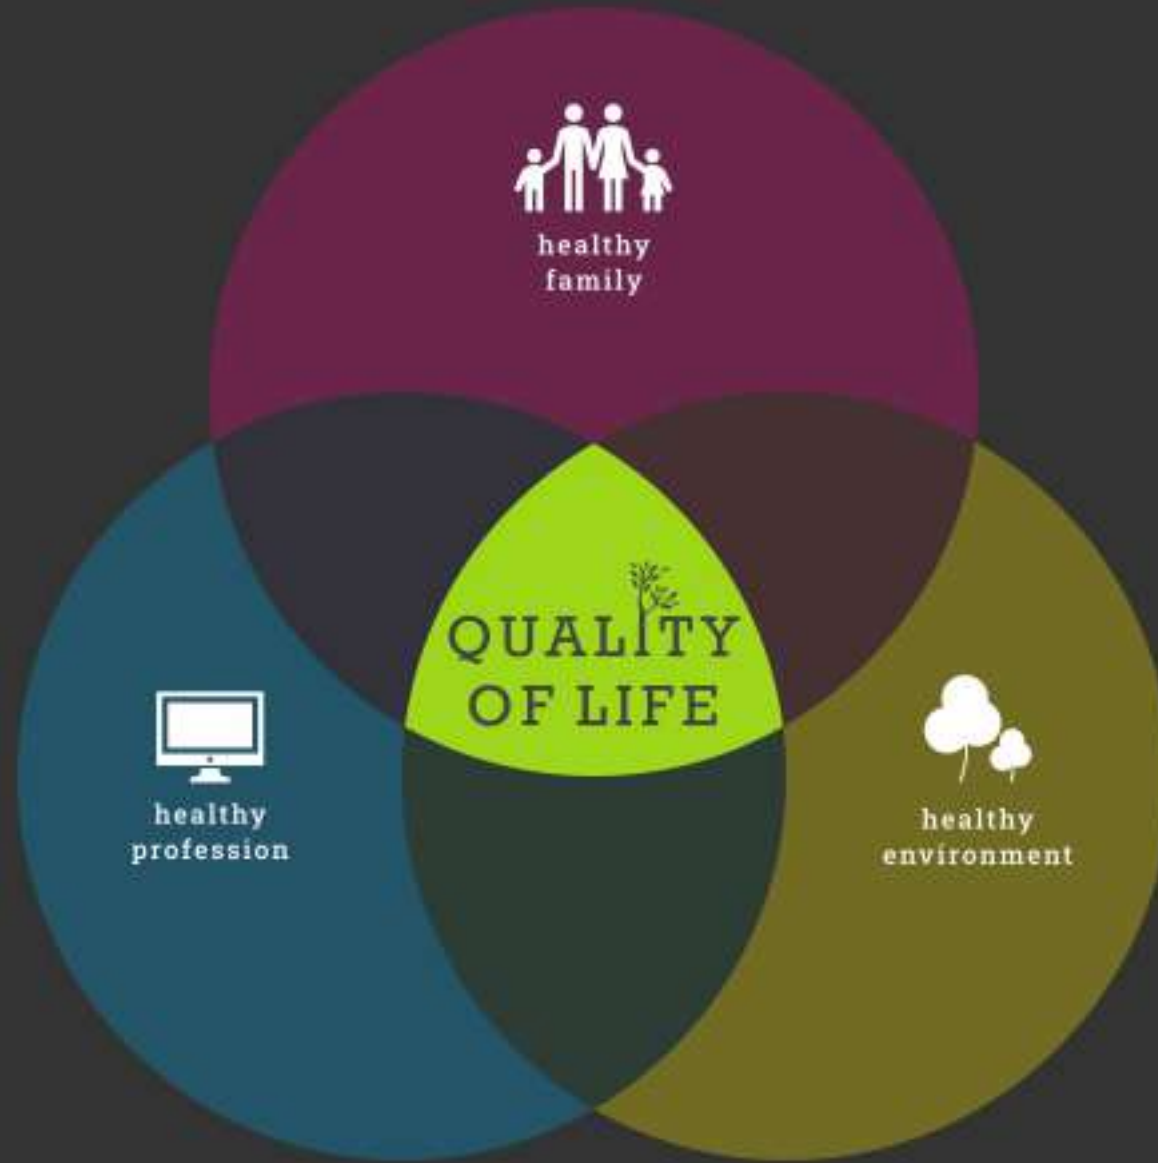 healthy
family
QUALITY
OF LIFE
healthy
profession
healthy
environment